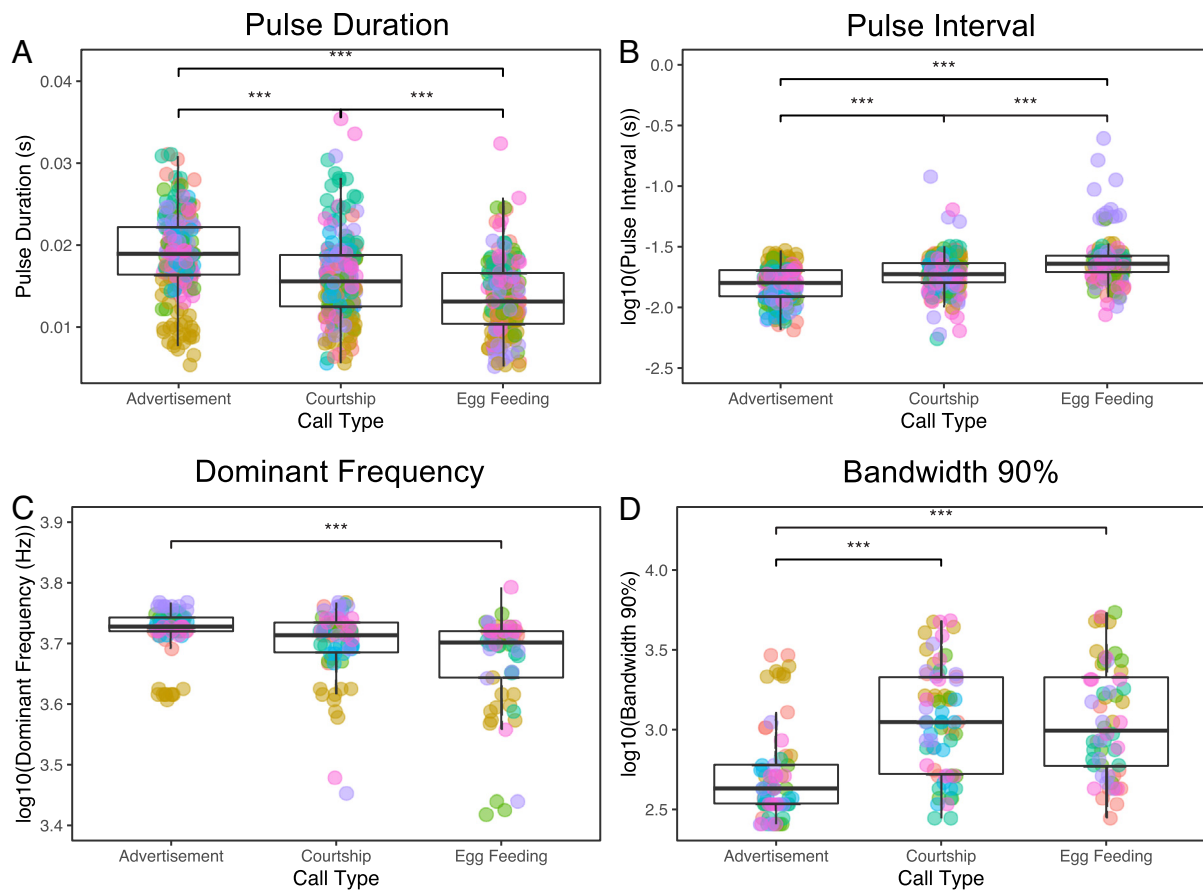 Pulse Duration
A
Pulse Duration (s)
0.04
0.03
0.02
0.01
***
***
***
Advertisement
Courtship
Egg Feeding
Call Type
Pulse Interval
B
log10(Pulse Interval (s))
0.0
-0.5
-1.0
-1.5
-2.0
-2.5
***
***
***
Advertisement
Courtship
Egg Feeding
Call Type
Dominant Frequency
C
log10(Dominant Frequency (Hz))
3.9
3.8
3.7
3.6
3.5
3.4
***
Advertisement
Courtship
Egg Feeding
Call Type
Bandwidth 90%
D
log10(Bandwidth 90%)
4.0
3.5
3.0
2.5
***
***
Advertisement
Courtship
Egg Feeding
Call Type